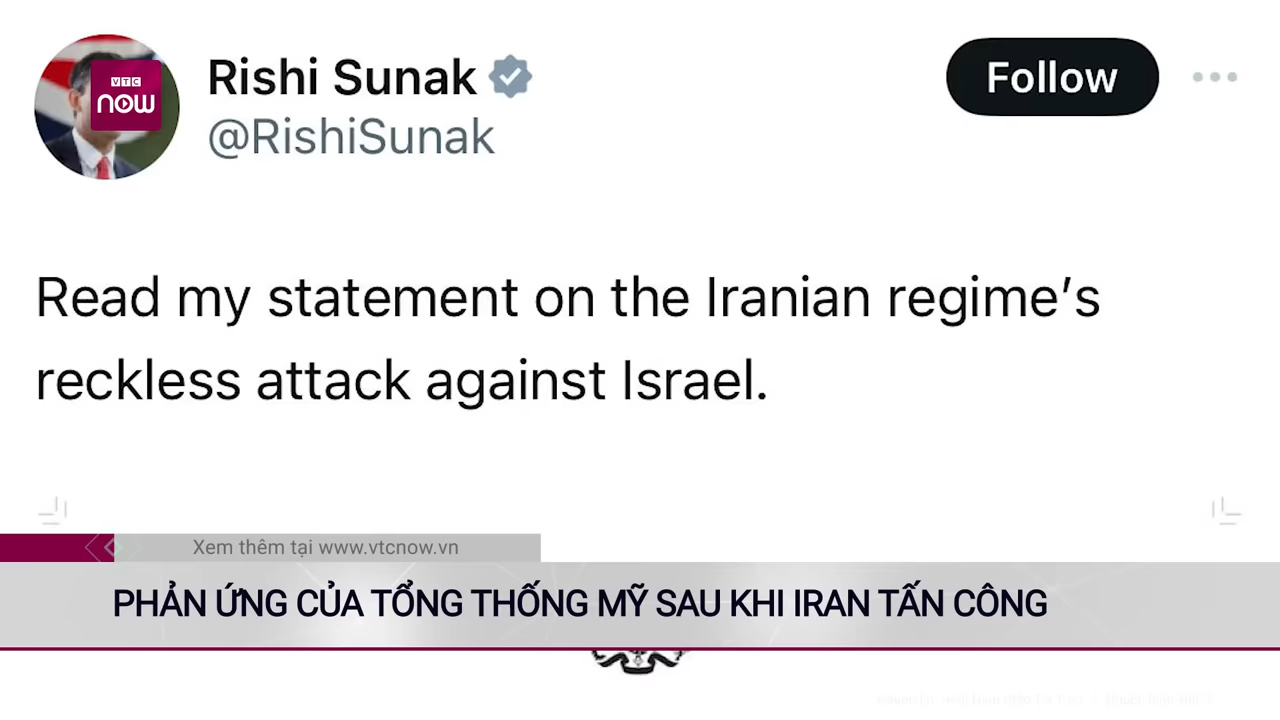 VTC
NOW
Rishi Sunak
@RishiSunak
Follow
Read my statement on the Iranian regime's
reckless attack against Israel.
Xem thêm tại www.vtcnow.vn
PHẢN ỨNG CỦA TỔNG THỐNG MỸ SAU KHI IRAN TẤN CÔNG